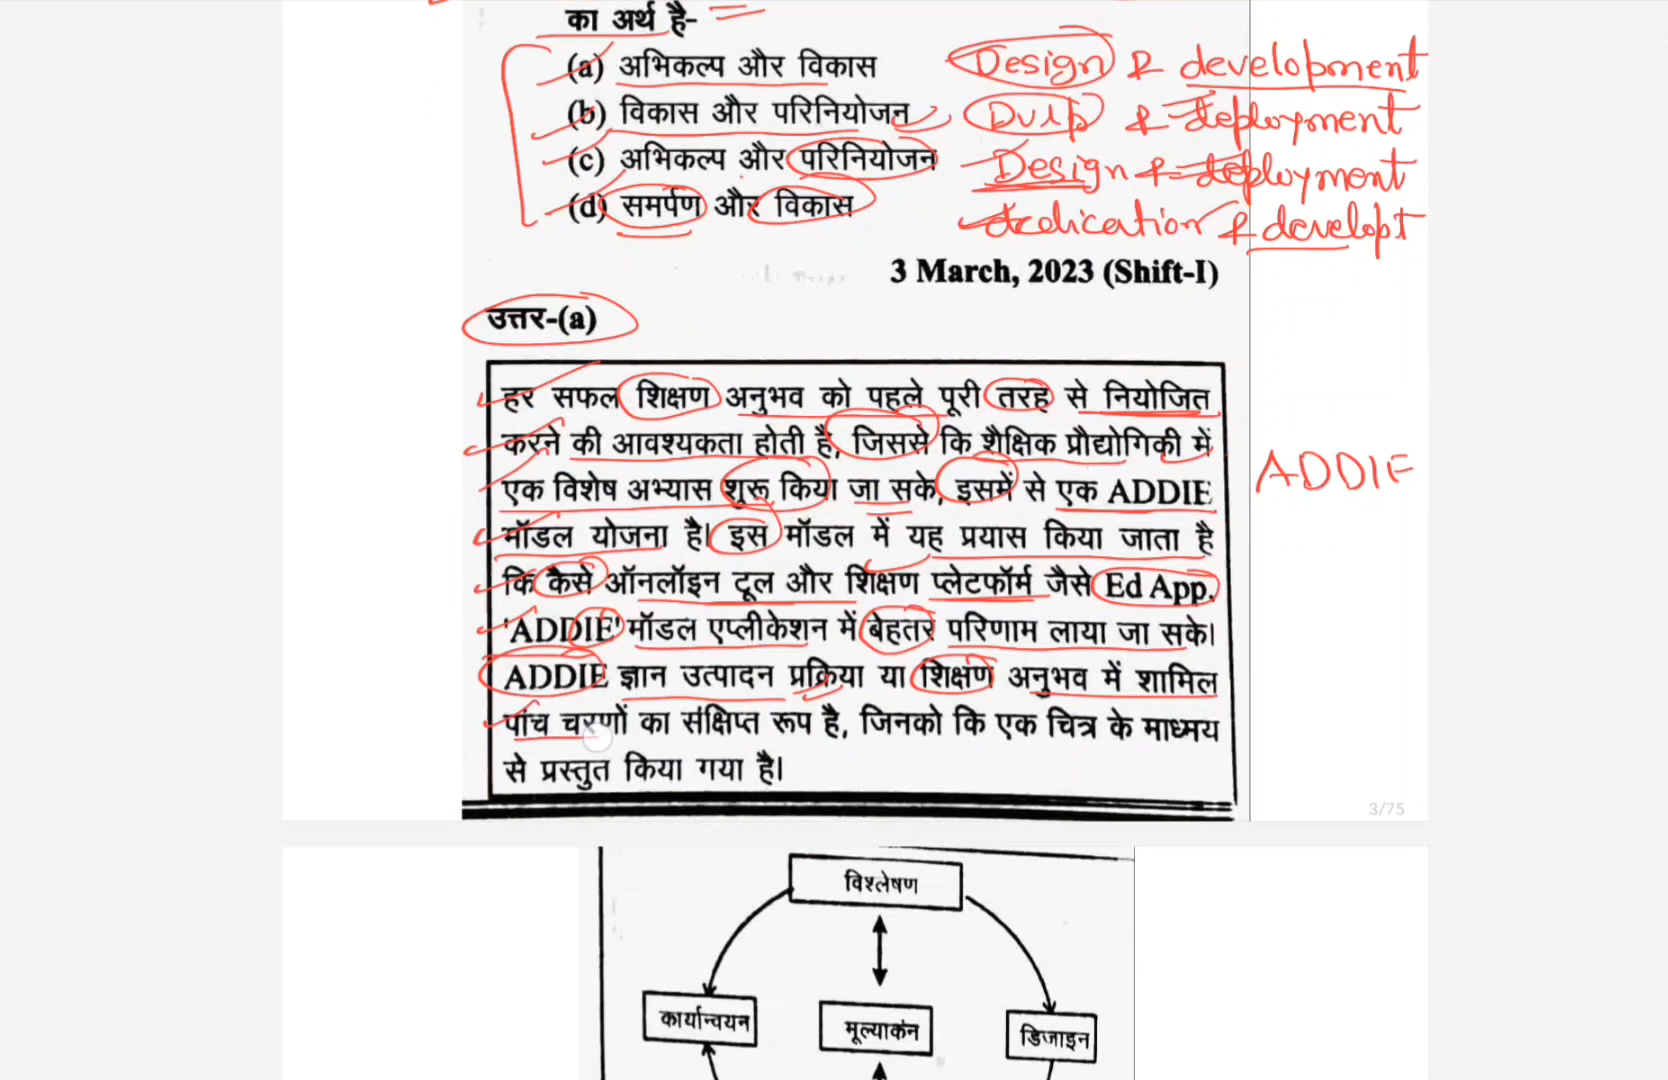 का अर्थ है-
(a) अभिकल्प और विकास Design & development
(b) विकास और परिनियोजन Dvlp & deployment
(c) अभिकल्प और परिनियोजन Design & deployment
(d) समर्पण और विकास dedication & developt
3 March, 2023 (Shift-I)
उत्तर-(a)
हर सफल शिक्षण अनुभव को पहले पूरी तरह से नियोजित
करने की आवश्यकता होती है, जिससे कि शैक्षिक प्रौद्योगिकी में
एक विशेष अभ्यास शुरू किया जा सके, इसमें से एक ADDIE
ADDIE
मॉडल योजना है। इस मॉडल में यह प्रयास किया जाता है
कि कैसे ऑनलॉइन टूल और शिक्षण प्लेटफॉर्म जैसे Ed App.
'ADDIE' मॉडल एप्लीकेशन में बेहतर परिणाम लाया जा सके।
ADDIE ज्ञान उत्पादन प्रक्रिया या शिक्षण अनुभव में शामिल
पांच चरणों का संक्षिप्त रूप है, जिनको कि एक चित्र के माध्मय
से प्रस्तुत किया गया है।
3/75
विश्लेषण
कार्यान्वयन मूल्याकंन डिजाइन